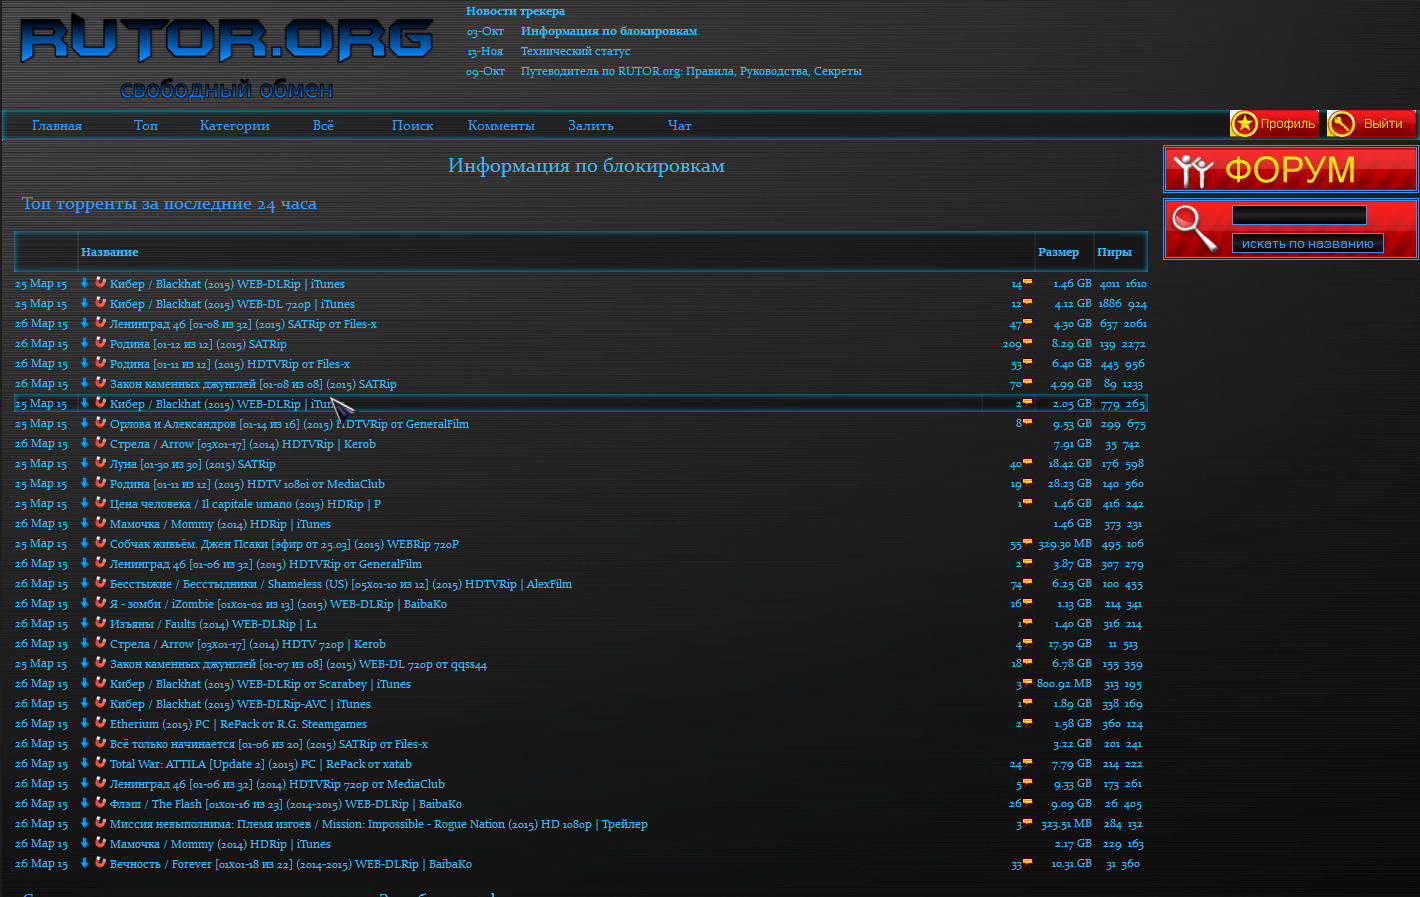 RUTOR.ORG
свободный обмен
Новости трекера
03-Окт Информация по блокировкам
13-Ноя Технический статус
09-Окт Путеводитель по RUTOR.org: Правила, Руководства, Секреты
Главная Топ Категории Всё Поиск Комменты Залить Чат Профиль Выйти
Информация по блокировкам
ФОРУМ
искать по названию
Топ торренты за последние 24 часа
Название Размер Пиры
25 Мар 15 Кибер / Blackhat (2015) WEB-DLRip | iTunes 14 1.46 GB 4011 1610
25 Мар 15 Кибер / Blackhat (2015) WEB-DL 720p | iTunes 12 4.12 GB 1886 924
26 Мар 15 Ленинград 46 [01-08 из 32] (2015) SATRip от Files-x 47 4.30 GB 637 2061
26 Мар 15 Родина [01-12 из 12] (2015) SATRip 209 8.29 GB 139 2272
25 Мар 15 Родина [01-11 из 12] (2015) HDTVRip от Files-x 53 6.40 GB 445 956
26 Мар 15 Закон каменных джунглей [01-08 из 08] (2015) SATRip 70 4.99 GB 89 1233
25 Мар 15 Кибер / Blackhat (2015) WEB-DLRip | iTun 2 2.05 GB 779 265
25 Мар 15 Орлова и Александров [01-14 из 16] (2015) HDTVRip от GeneralFilm 8 9.53 GB 299 675
26 Мар 15 Стрела / Arrow [03x01-17] (2014) HDTVRip | Kerob 7.91 GB 35 742
25 Мар 15 Луна [01-30 из 30] (2015) SATRip 40 18.42 GB 176 598
25 Мар 15 Родина [01-11 из 12] (2015) HDTV 1080i от MediaClub 19 28.23 GB 140 560
25 Мар 15 Цена человека / Il capitale umano (2013) HDRip | P 1 1.46 GB 416 242
26 Мар 15 Мамочка / Mommy (2014) HDRip | iTunes 1.46 GB 373 231
25 Мар 15 Собчак живьём. Джен Псаки [эфир от 25.03] (2015) WEBRip 720P 55 329.30 MB 495 106
26 Мар 15 Ленинград 46 [01-06 из 32] (2015) HDTVRip от GeneralFilm 2 3.87 GB 307 279
26 Мар 15 Бесстыжие / Бесстыдники / Shameless (US) [05x01-10 из 12] (2015) HDTVRip | AlexFilm 74 6.25 GB 100 455
26 Мар 15 Я - зомби / iZombie [01X01-02 из 13] (2015) WEB-DLRip | BaibaKo 16 1.13 GB 214 341
26 Мар 15 Изъяны / Faults (2014) WEB-DLRip | L1 1 1.40 GB 316 214
26 Мар 15 Стрела / Arrow [03x01-17] (2014) HDTV 720p | Kerob 4 17.50 GB 11 513
25 Мар 15 Закон каменных джунглей [01-07 из 08] (2015) WEB-DL 720p от qqss44 18 6.78 GB 155 359
26 Мар 15 Кибер / Blackhat (2015) WEB-DLRip от Scarabey | iTunes 3 800.92 MB 313 195
26 Мар 15 Кибер / Blackhat (2015) WEB-DLRip-AVC | iTunes 1 1.89 GB 338 169
26 Мар 15 Etherium (2015) PC | RePack от R.G. Steamgames 2 1.58 GB 360 124
26 Мар 15 Всё только начинается [01-06 из 20] (2015) SATRip от Files-x 3.22 GB 201 241
26 Мар 15 Total War: ATTILA [Update 2] (2015) PC | RePack от xatab 24 7.79 GB 214 222
26 Мар 15 Ленинград 46 [01-06 из 32] (2014) HDTVRip 720p от MediaClub 5 9.33 GB 173 261
26 Мар 15 Флэш / The Flash [01X01-16 из 23] (2014-2015) WEB-DLRip | BaibaKo 26 9.09 GB 26 405
26 Мар 15 Миссия невыполнима: Племя изгоев / Mission: Impossible - Rogue Nation (2015) HD 1080p | Трейлер 3 323.51 MB 284 132
26 Мар 15 Мамочка / Mommy (2014) HDRip | iTunes 2.17 GB 229 163
26 Мар 15 Вечность / Forever [01X01-18 из 22] (2014-2015) WEB-DLRip | BaibaKo 33 10.31 GB 31 360